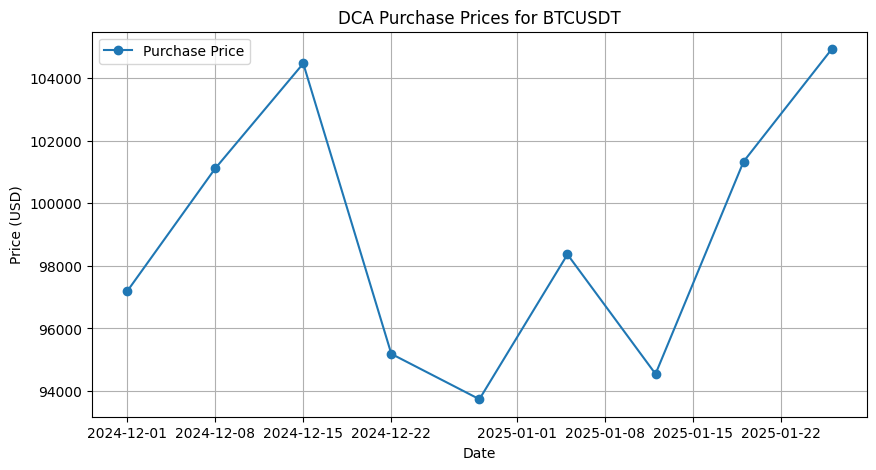 DCA Purchase Prices for BTCUSDT
Purchase Price
104000
102000
100000
98000
96000
94000
Price (USD)
2024-12-01 2024-12-08 2024-12-15 2024-12-22 2025-01-01 2025-01-08 2025-01-15 2025-01-22
Date